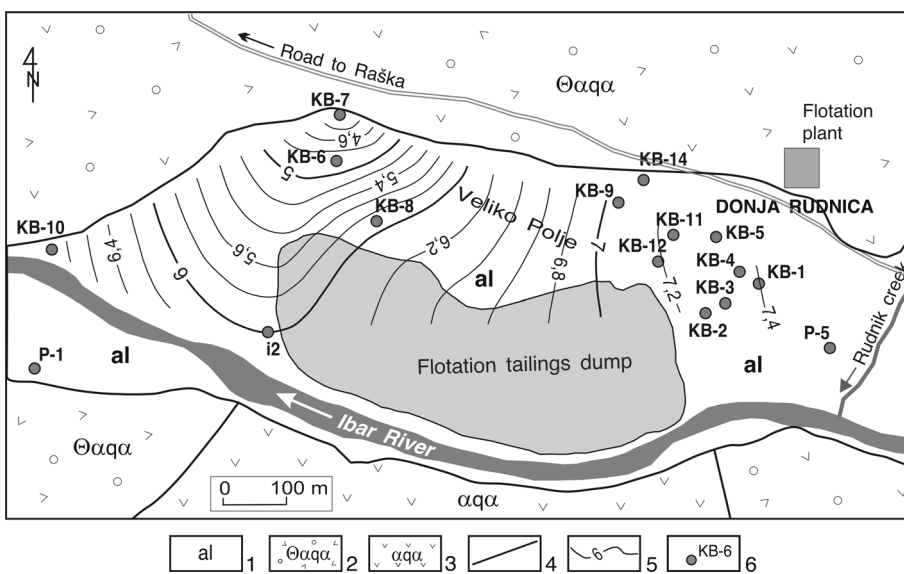 N
Road to Raška
Θαqα
Flotation
plant
KB-7
4,6
KB-6
5
5,4
KB-14
KB-9
DONJA RUDNICA
KB-8
Veliko Polje
KB-11
KB-5
KB-10
6,4
6
5,6
6,2
6,8
7
KB-12
KB-4
KB-1
al
7,2
KB-3
7,4
KB-2
i2
P-5
P-1
al
Flotation tailings dump
al
Rudnik creek
Ibar River
Θαqα
0 100 m
αqα
al 1
Θαqα 2
αqα 3
4
6 5
KB-6 6